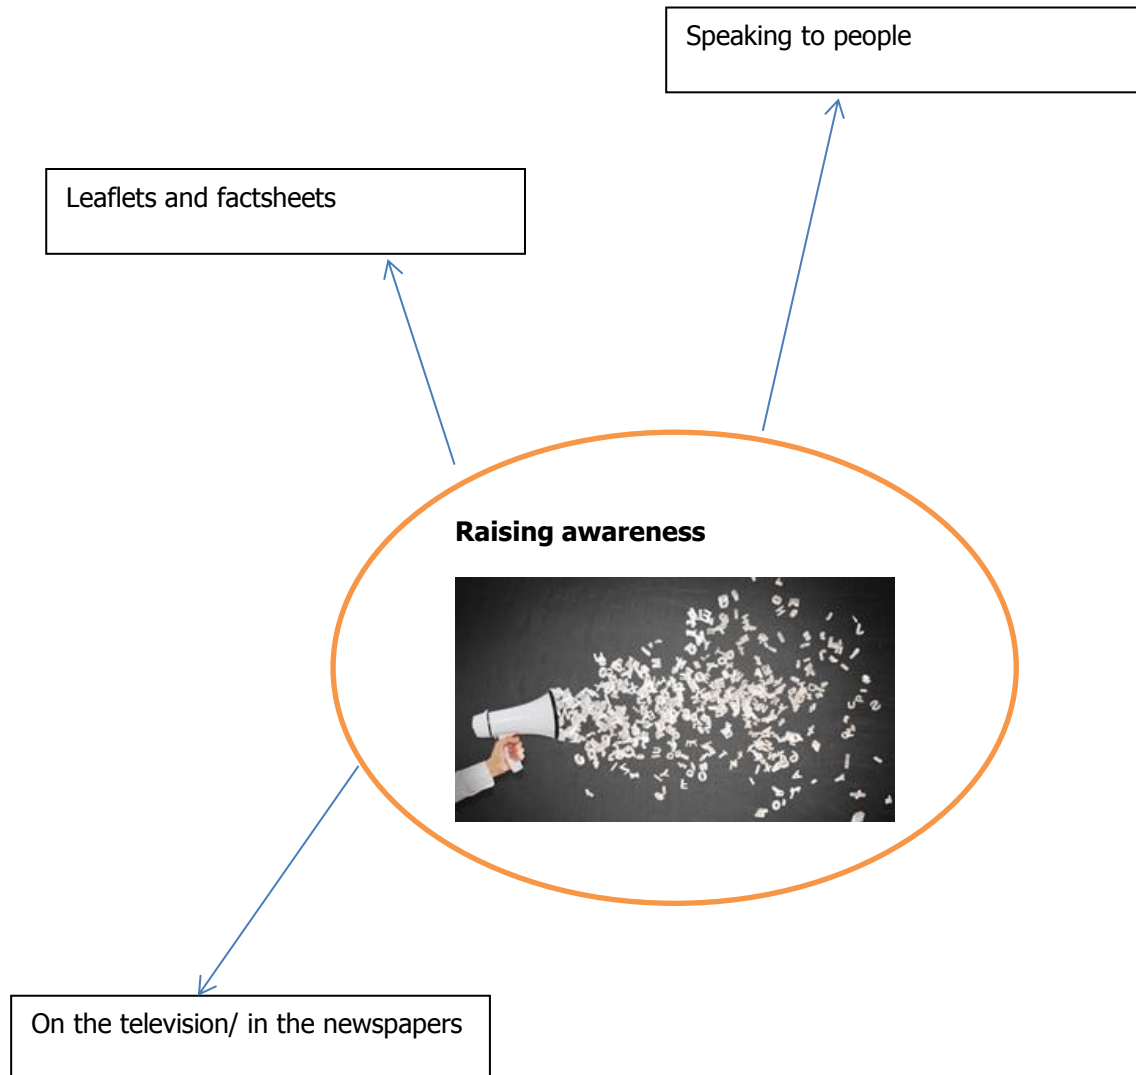 Speaking to people
Leaflets and factsheets
Raising awareness
On the television/ in the newspapers